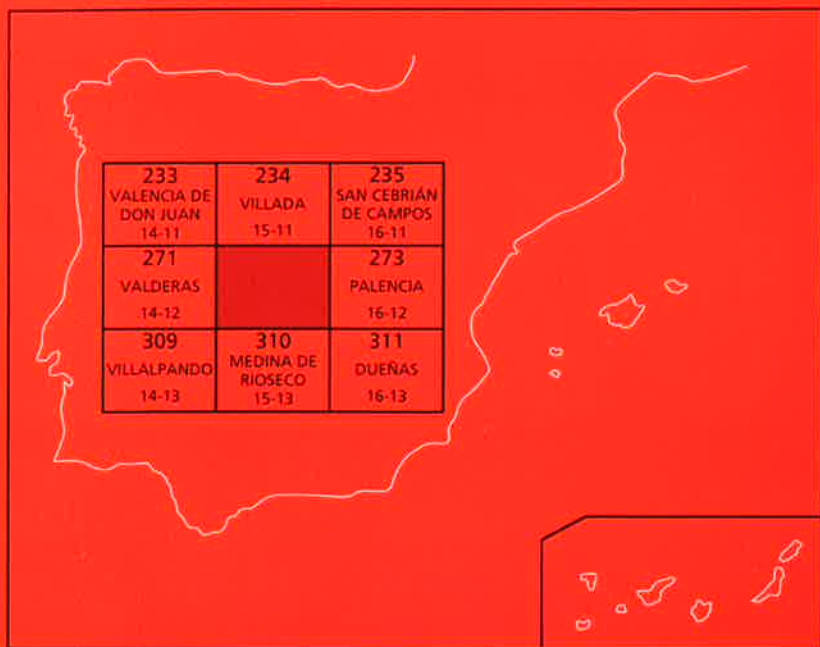 233
VALENCIA DE
DON JUAN
14-11
234
VILLADA
15-11
235
SAN CEBRIÁN
DE CAMPOS
16-11
271
VALDERAS
14-12
273
PALENCIA
16-12
309
VILLALPANDO
14-13
310
MEDINA DE
RIOSECO
15-13
311
DUEÑAS
16-13